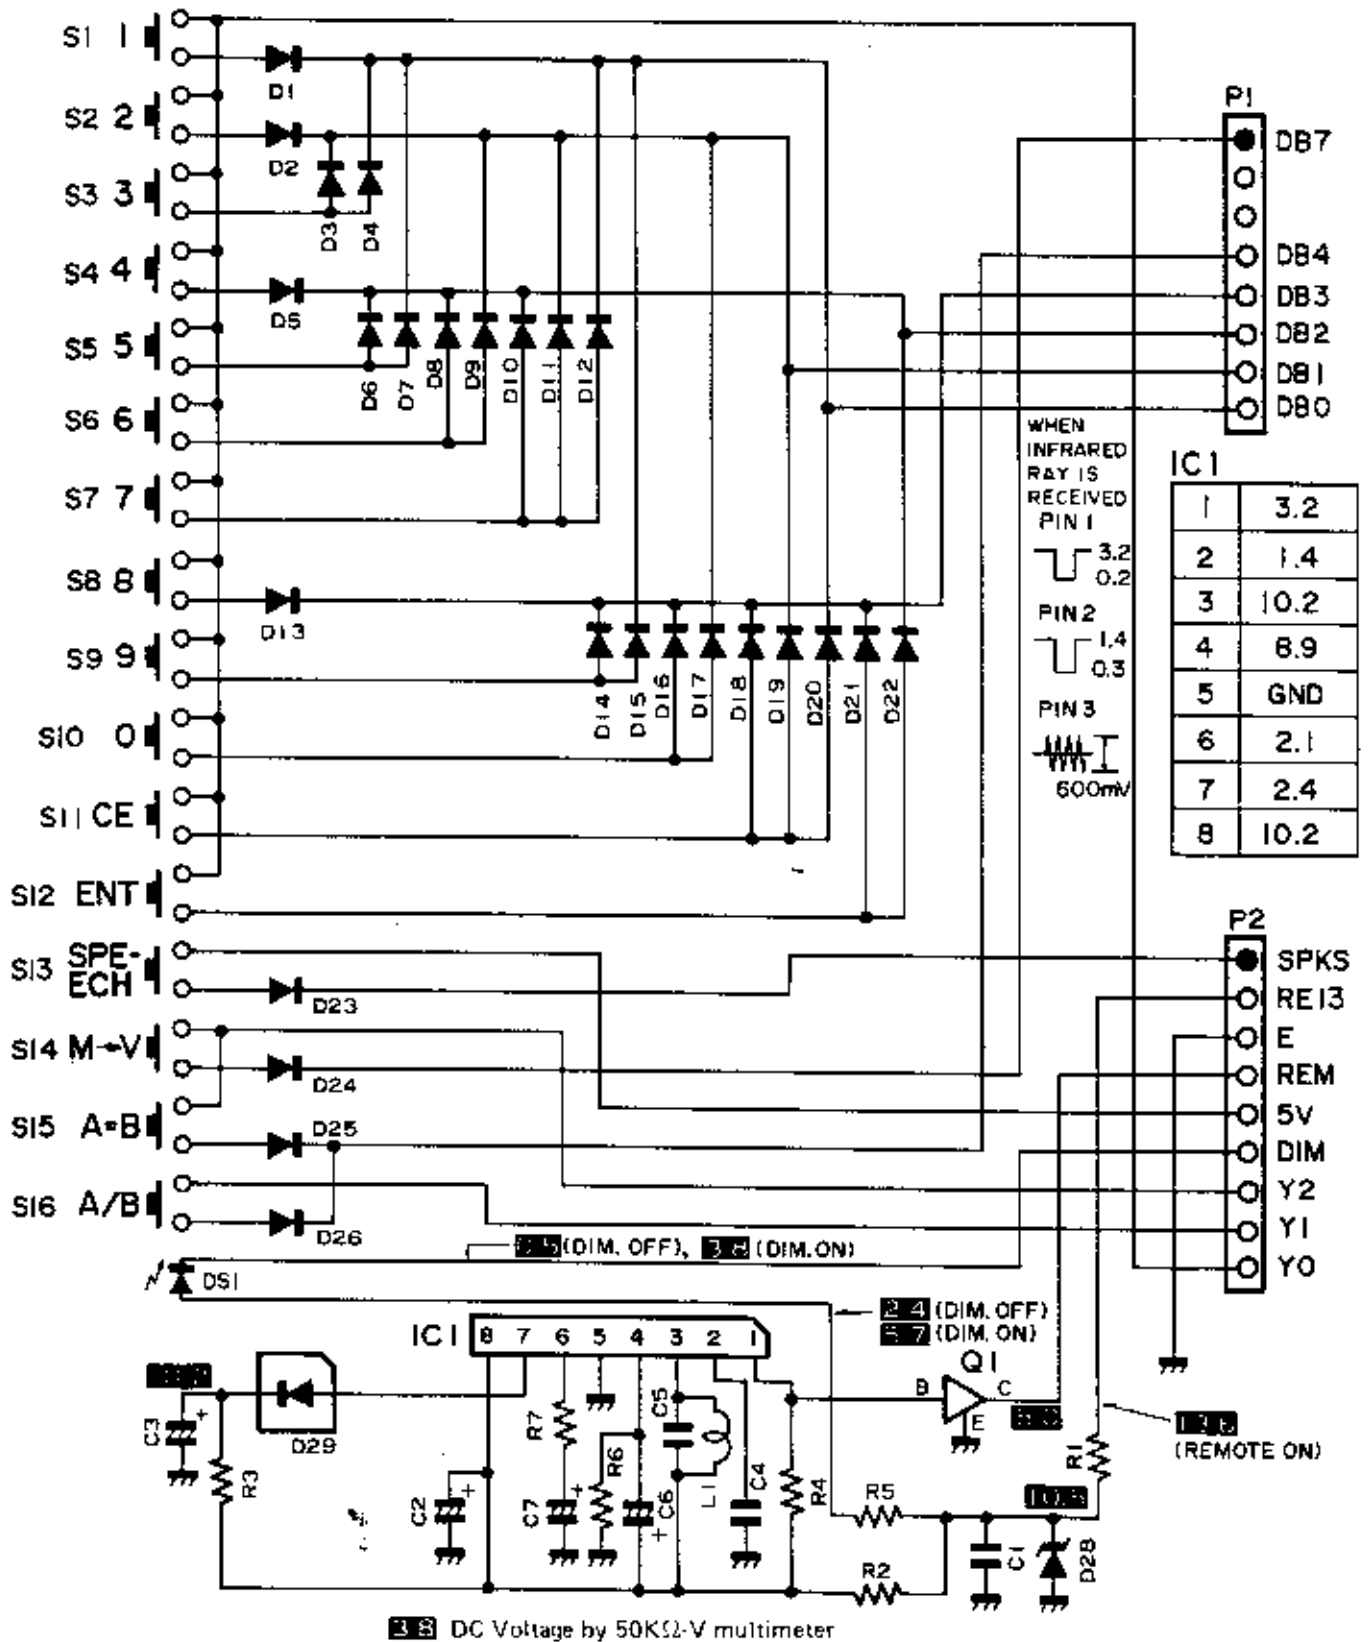 S1 1
D1
S2 2
D2
S3 3
D3
D4
S4 4
D5
S5 5
D6
D7
D8
D9
D10
D11
D12
S6 6
S7 7
S8 8
D13
S9 9
D14
D15
D16
D17
D18
D19
D20
D21
D22
S10 0
S11 CE
S12 ENT
S13 SPE-
ECH
D23
S14 M→V
D24
S15 A=B
D25
S16 A/B
D26
P1
DB7
DB4
DB3
DB2
DB1
DB0
WHEN
INFRARED
RAY IS
RECEIVED
PIN 1
3.2
0.2
PIN 2
1.4
0.3
PIN 3
600mV
IC1
1 3.2
2 1.4
3 10.2
4 8.9
5 GND
6 2.1
7 2.4
8 10.2
P2
SPKS
RE13
E
REM
5V
DIM
Y2
Y1
Y0
(DIM. OFF), 3.8 (DIM. ON)
DS1
2.4 (DIM. OFF)
(DIM. ON)
IC1 8 7 6 5 4 3 2 1
Q1
B
C
E
(REMOTE ON)
C3
+
D29
R3
C2
+
R7
C7
+
R6
C6
+
C5
L1
C4
R4
R5
R2
R1
C1
D28
3.8 DC Voltage by 50KΩ-V multimeter